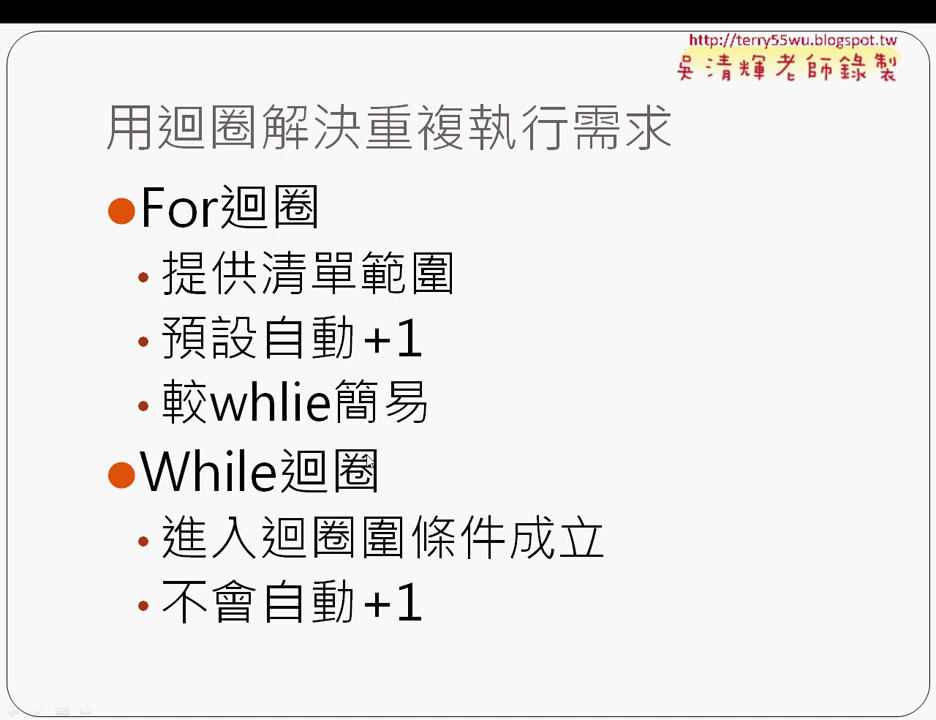 http://terry55wu.blogspot.tw
吳清輝老師錄製
用迴圈解決重複執行需求
For迴圈
提供清單範圍
預設自動+1
較whlie簡易
While迴圈
進入迴圈圍條件成立
不會自動+1